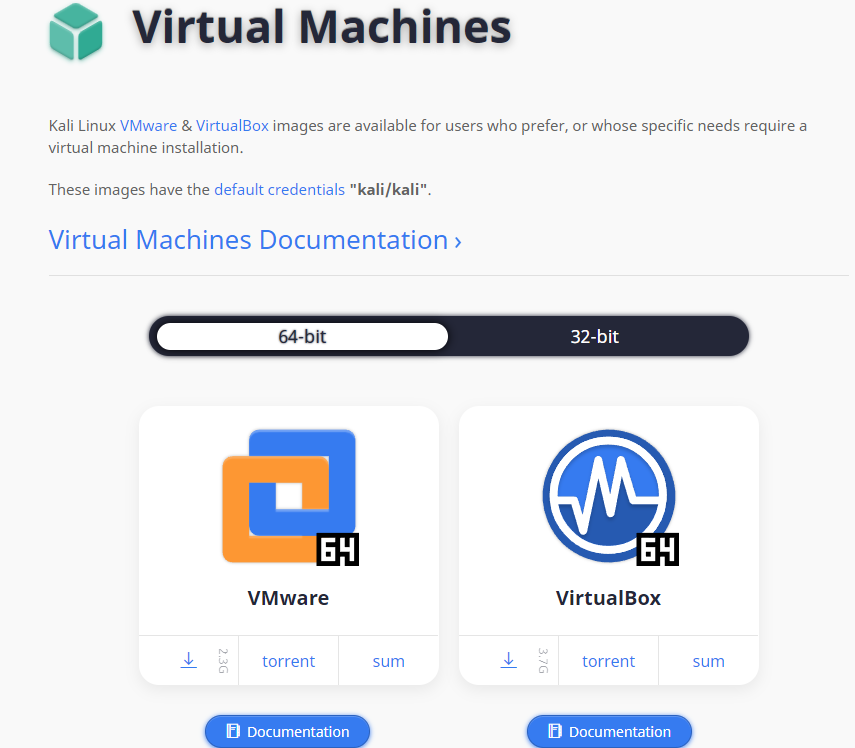 Virtual Machines
Kali Linux VMware & VirtualBox images are available for users who prefer, or whose specific needs require a
virtual machine installation.
These images have the default credentials "kali/kali".
Virtual Machines Documentation ›
64-bit
32-bit
64
VMware
2.3G
torrent
sum
Documentation
64
VirtualBox
3.7G
torrent
sum
Documentation